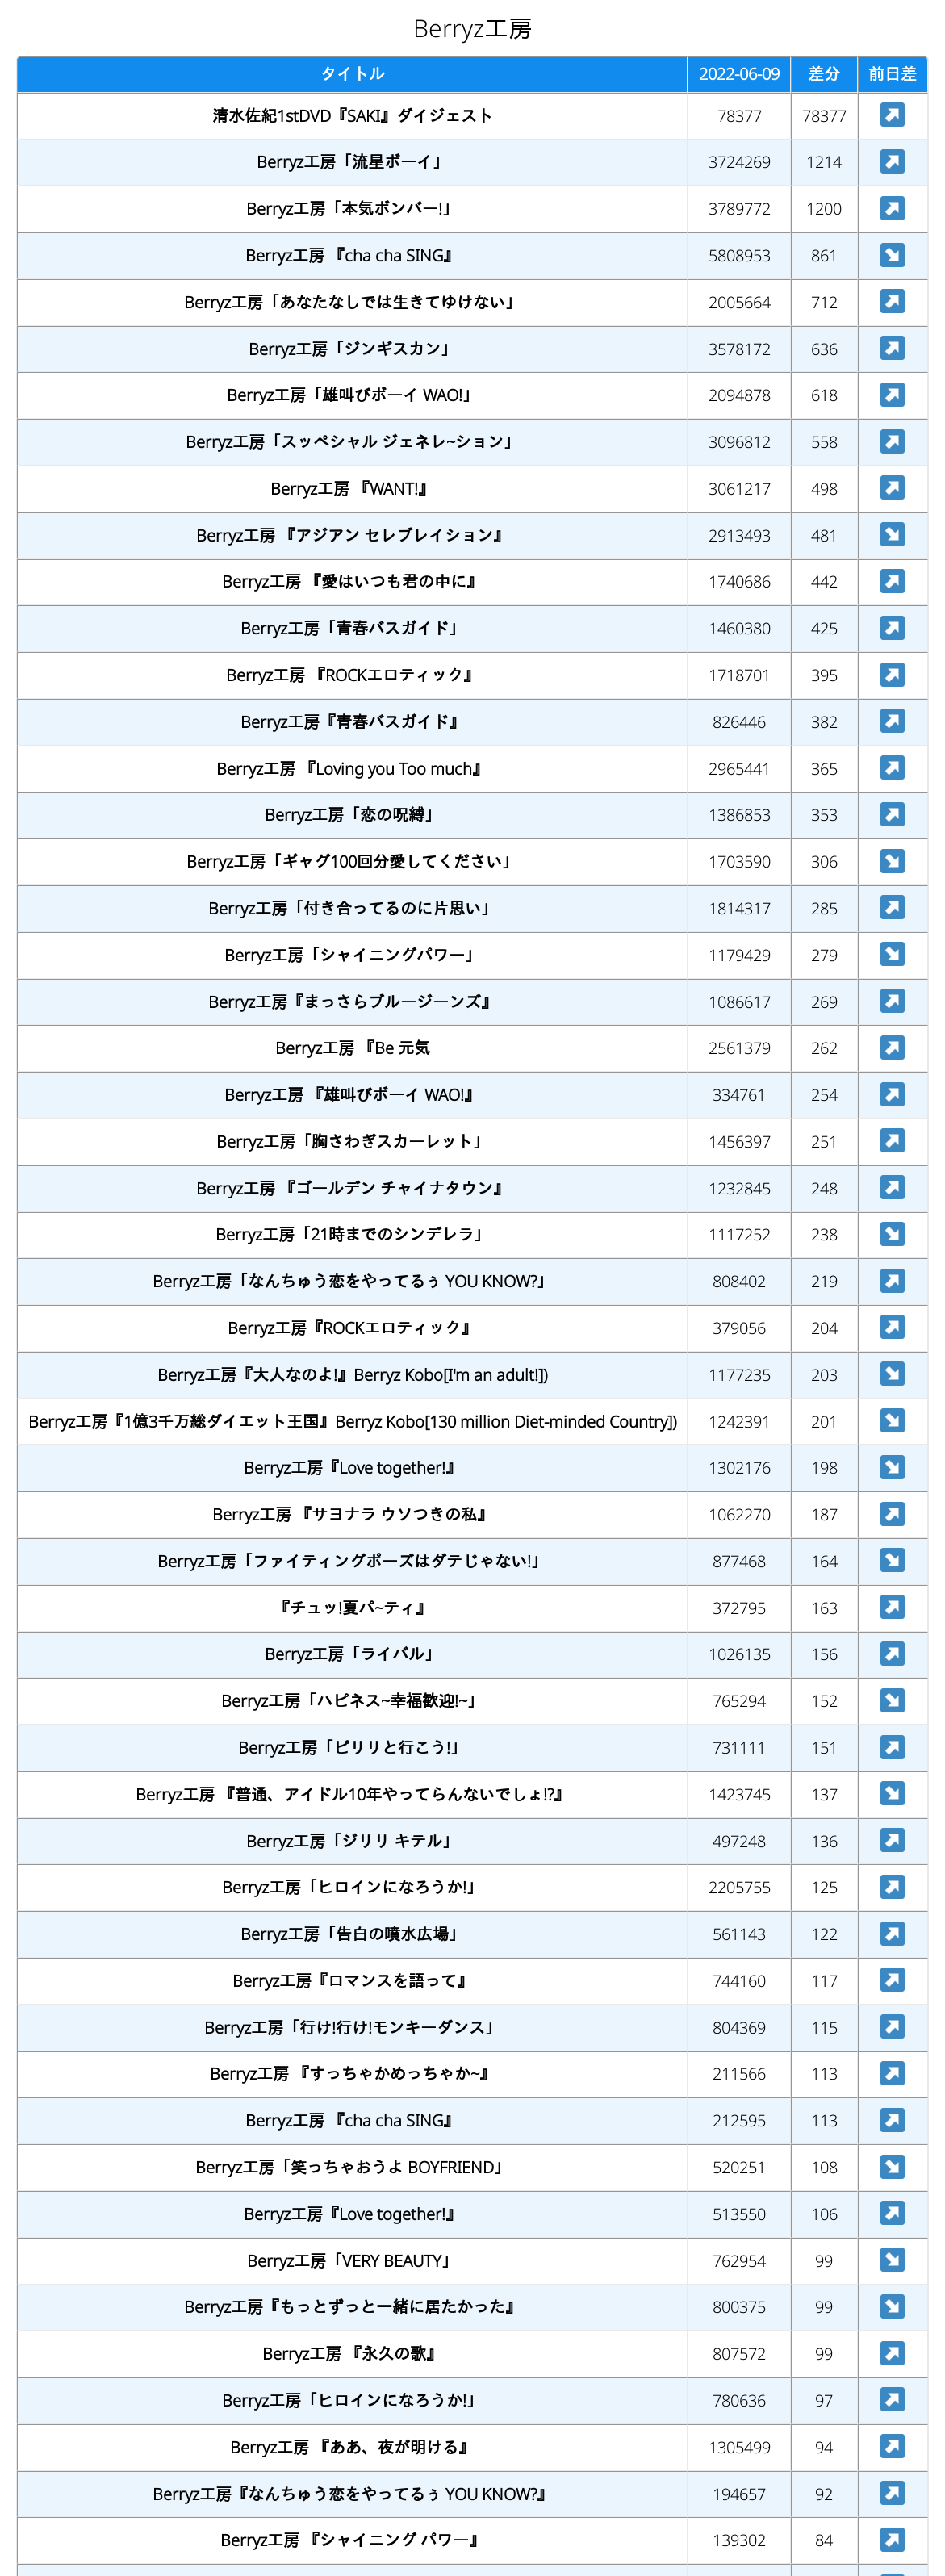 Berryz工房
タイトル 2022-06-09 差分 前日差
清水佐紀1stDVD『SAKI』ダイジェスト 78377 78377
Berryz工房「流星ボーイ」 3724269 1214
Berryz工房「本気ボンバー!」 3789772 1200
Berryz工房 『cha cha SING』 5808953 861
Berryz工房「あなたなしでは生きてゆけない」 2005664 712
Berryz工房「ジンギスカン」 3578172 636
Berryz工房「雄叫びボーイ WAO!」 2094878 618
Berryz工房「スッペシャル ジェネレ~ション」 3096812 558
Berryz工房 『WANT!』 3061217 498
Berryz工房 『アジアン セレブレイション』 2913493 481
Berryz工房 『愛はいつも君の中に』 1740686 442
Berryz工房「青春バスガイド」 1460380 425
Berryz工房 『ROCKエロティック』 1718701 395
Berryz工房『青春バスガイド』 826446 382
Berryz工房 『Loving you Too much』 2965441 365
Berryz工房「恋の呪縛」 1386853 353
Berryz工房「ギャグ100回分愛してください」 1703590 306
Berryz工房「付き合ってるのに片思い」 1814317 285
Berryz工房「シャイニングパワー」 1179429 279
Berryz工房『まっさらブルージーンズ』 1086617 269
Berryz工房 『Be 元気 2561379 262
Berryz工房 『雄叫びボーイ WAO!』 334761 254
Berryz工房「胸さわぎスカーレット」 1456397 251
Berryz工房 『ゴールデン チャイナタウン』 1232845 248
Berryz工房「21時までのシンデレラ」 1117252 238
Berryz工房「なんちゅう恋をやってるぅ YOU KNOW?」 808402 219
Berryz工房『ROCKエロティック』 379056 204
Berryz工房『大人なのよ!』Berryz Kobo[I'm an adult!]) 1177235 203
Berryz工房『1億3千万総ダイエット王国』Berryz Kobo[130 million Diet-minded Country]) 1242391 201
Berryz工房『Love together!』 1302176 198
Berryz工房 『サヨナラ ウソつきの私』 1062270 187
Berryz工房「ファイティングポーズはダテじゃない!」 877468 164
『チュッ!夏パ~ティ』 372795 163
Berryz工房「ライバル」 1026135 156
Berryz工房「ハピネス~幸福歓迎!~」 765294 152
Berryz工房「ピリリと行こう!」 731111 151
Berryz工房 『普通、アイドル10年やってらんないでしょ!?』 1423745 137
Berryz工房「ジリリ キテル」 497248 136
Berryz工房「ヒロインになろうか!」 2205755 125
Berryz工房「告白の噴水広場」 561143 122
Berryz工房『ロマンスを語って』 744160 117
Berryz工房「行け!行け!モンキーダンス」 804369 115
Berryz工房 『すっちゃかめっちゃか~』 211566 113
Berryz工房 『cha cha SING』 212595 113
Berryz工房「笑っちゃおうよ BOYFRIEND」 520251 108
Berryz工房『Love together!』 513550 106
Berryz工房「VERY BEAUTY」 762954 99
Berryz工房『もっとずっと一緒に居たかった』 800375 99
Berryz工房 『永久の歌』 807572 99
Berryz工房「ヒロインになろうか!」 780636 97
Berryz工房 『ああ、夜が明ける』 1305499 94
Berryz工房『なんちゅう恋をやってるぅ YOU KNOW?』 194657 92
Berryz工房 『シャイニング パワー』 139302 84